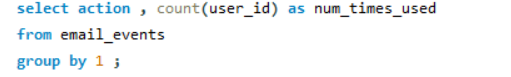 select action , count(user_id) as num_times_used
from email_events
group by 1 ;